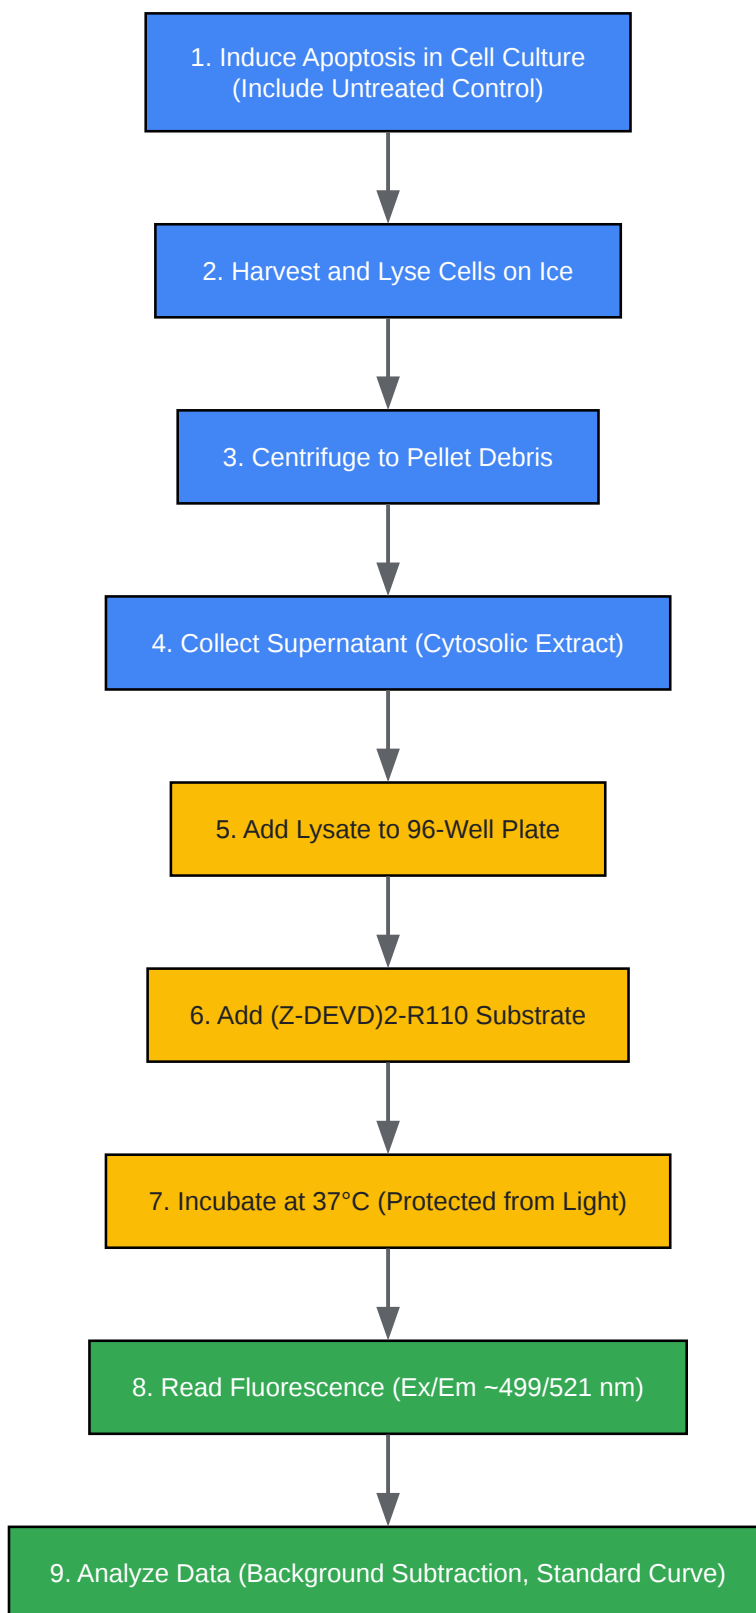 1. Induce Apoptosis in Cell Culture
(Include Untreated Control)
2. Harvest and Lyse Cells on Ice
3. Centrifuge to Pellet Debris
4. Collect Supernatant (Cytosolic Extract)
5. Add Lysate to 96-Well Plate
6. Add (Z-DEVD)2-R110 Substrate
7. Incubate at 37°C (Protected from Light)
8. Read Fluorescence (Ex/Em ~499/521 nm)
9. Analyze Data (Background Subtraction, Standard Curve)